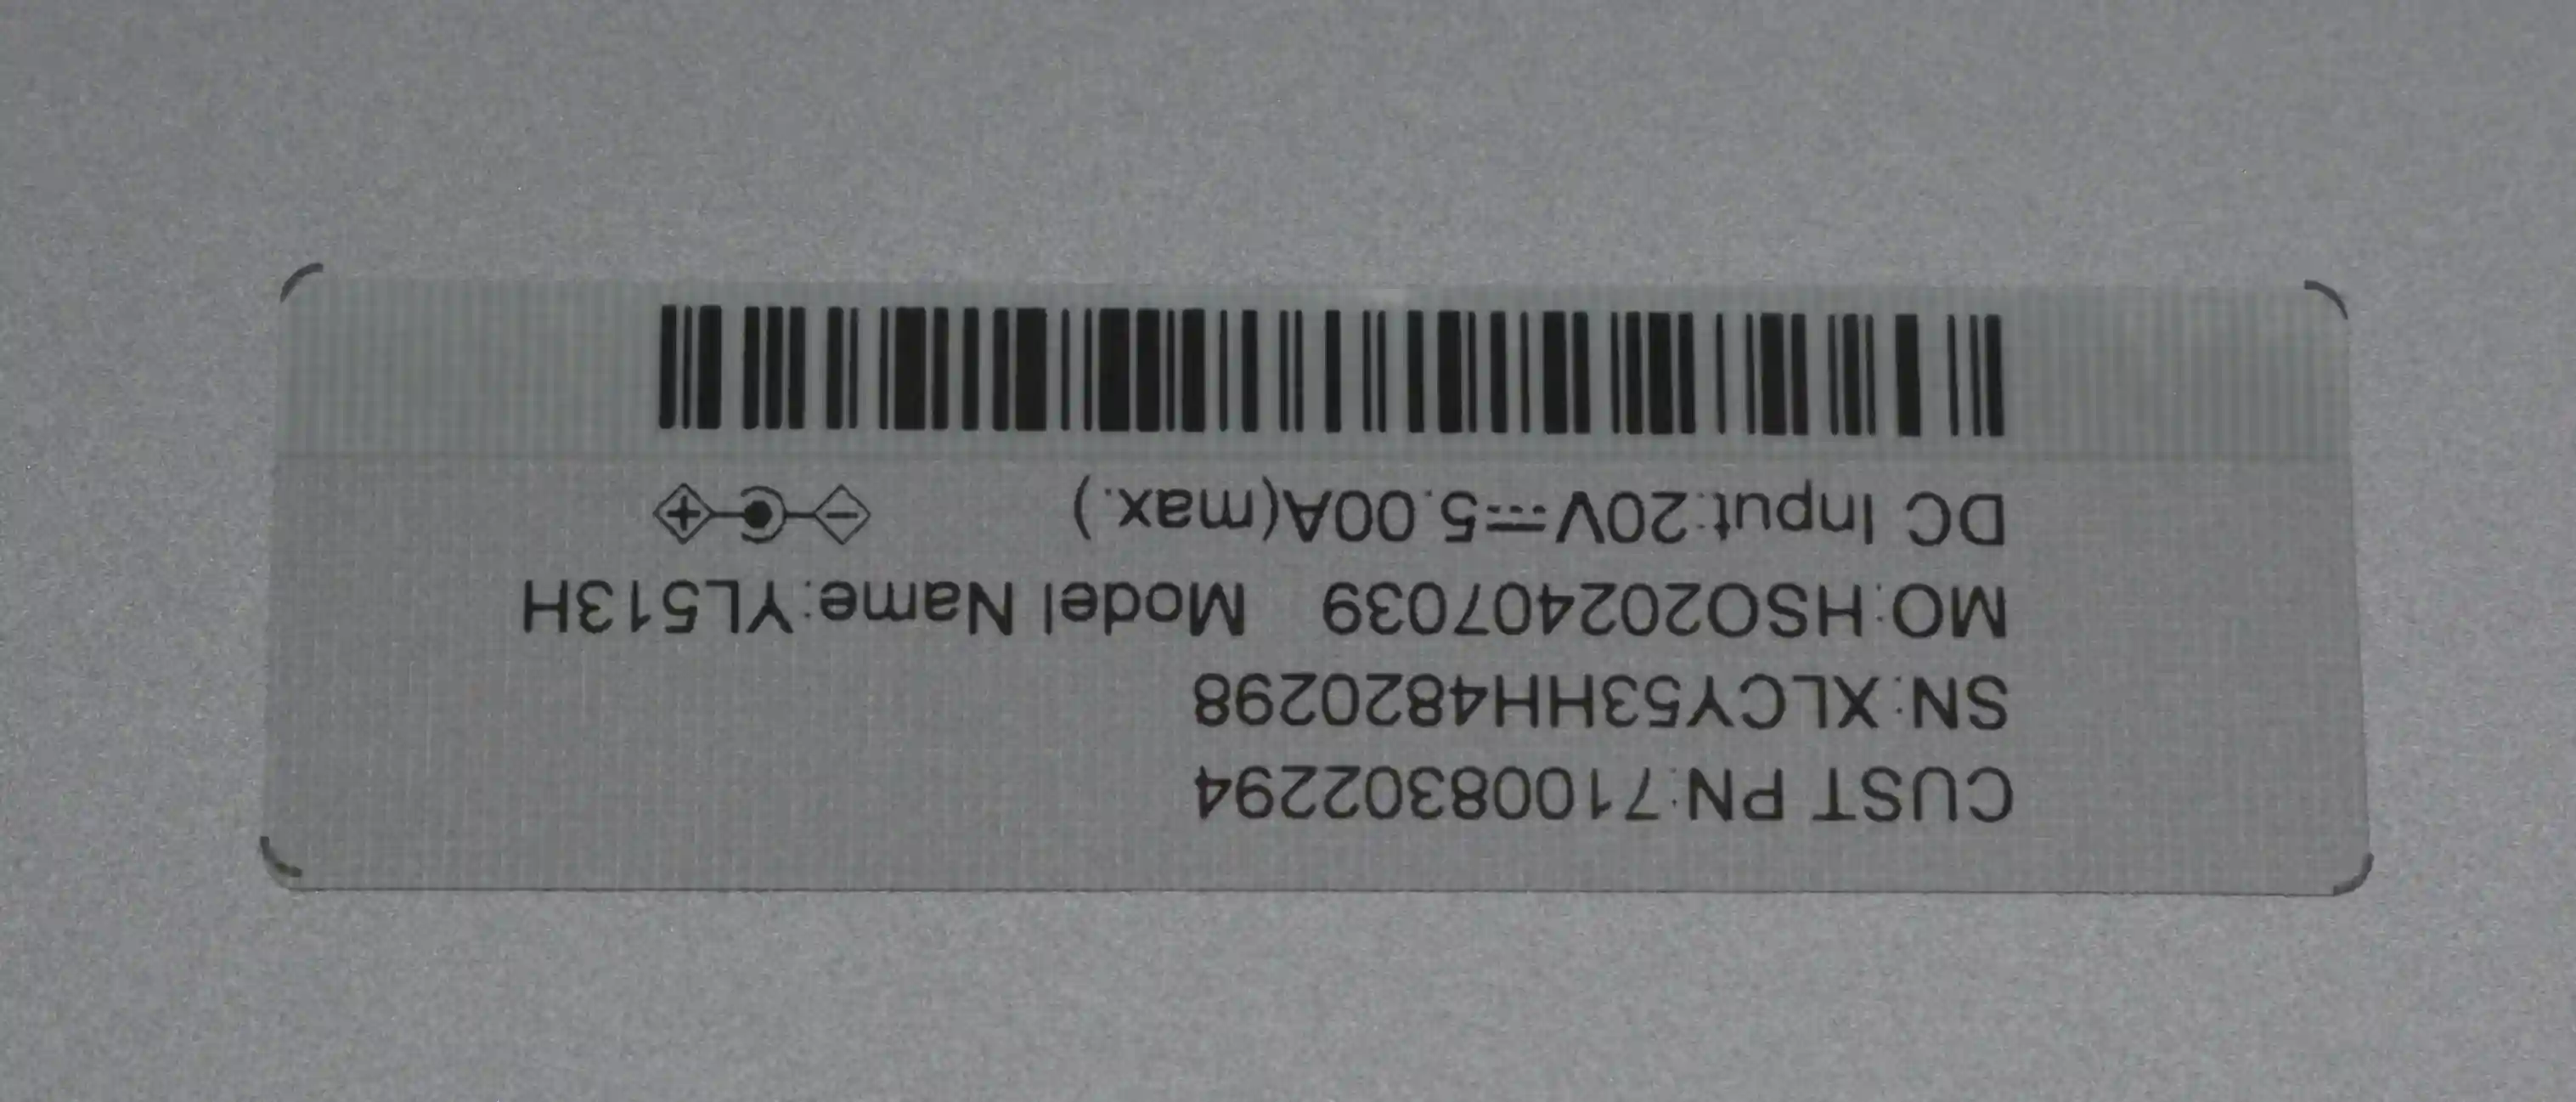 CUST PN:71008302294
SN:XLCY53HH4820298
MO:HSO202407039 Model Name:YL513H
DC Input:20V⎓5.00A(max.)